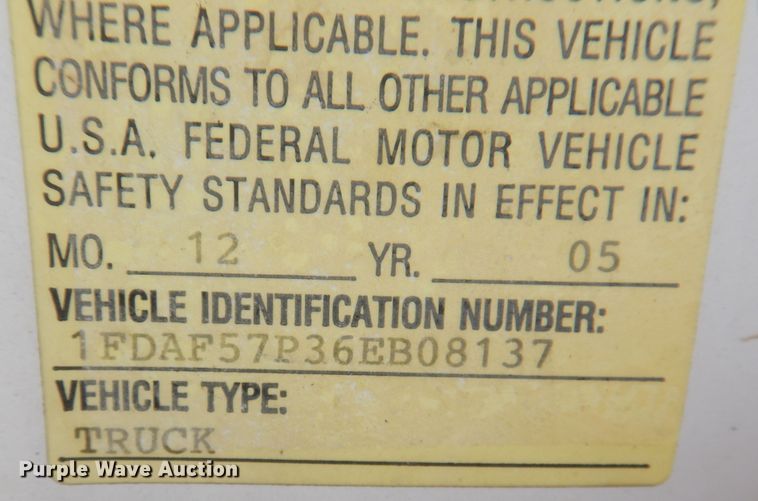 WHERE APPLICABLE. THIS VEHICLE
CONFORMS TO ALL OTHER APPLICABLE
U.S.A. FEDERAL MOTOR VEHICLE
SAFETY STANDARDS IN EFFECT IN:
MO. 12 YR. 05
VEHICLE IDENTIFICATION NUMBER:
1FDAF57P36EB08137
VEHICLE TYPE:
TRUCK
Purple Wave Auction